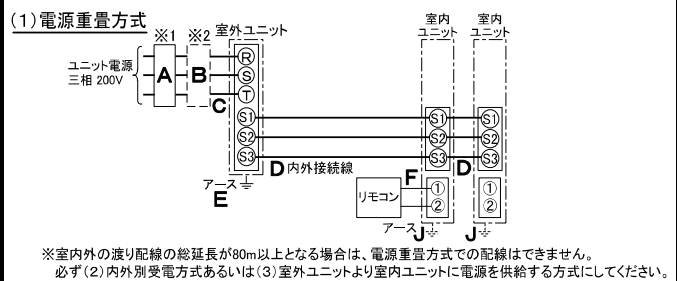 (1)電源重畳方式
※1 ※2 室外ユニット 室内ユニット 室内ユニット
ユニット電源
三相 200V
A B C
R
S
T
S1 S1 S1
S2 S2 S2
S3 S3 S3
D 内外接続線 D
アース E
リモコン F ① ①
② ②
アース J J
※室内外の渡り配線の総延長が80m以上となる場合は、電源重畳方式での配線はできません。
必ず(2)内外別受電方式あるいは(3)室外ユニットより室内ユニットに電源を供給する方式にしてください。